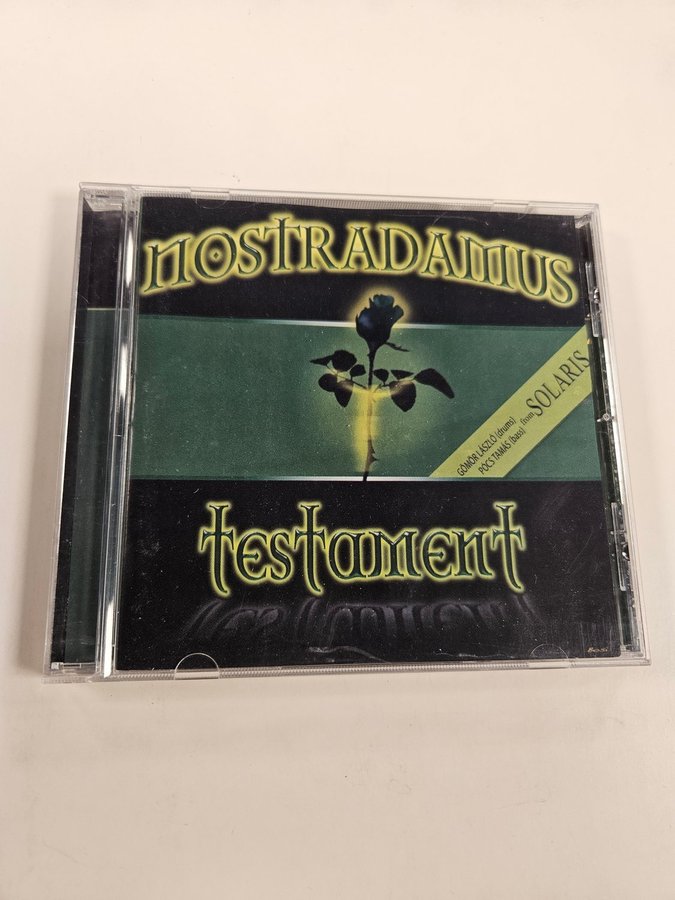 NOSTRADAMUS
GÖMÖR LÁSZLÓ (drums)
PÓCS TAMÁS (bass) from SOLARIS
testament